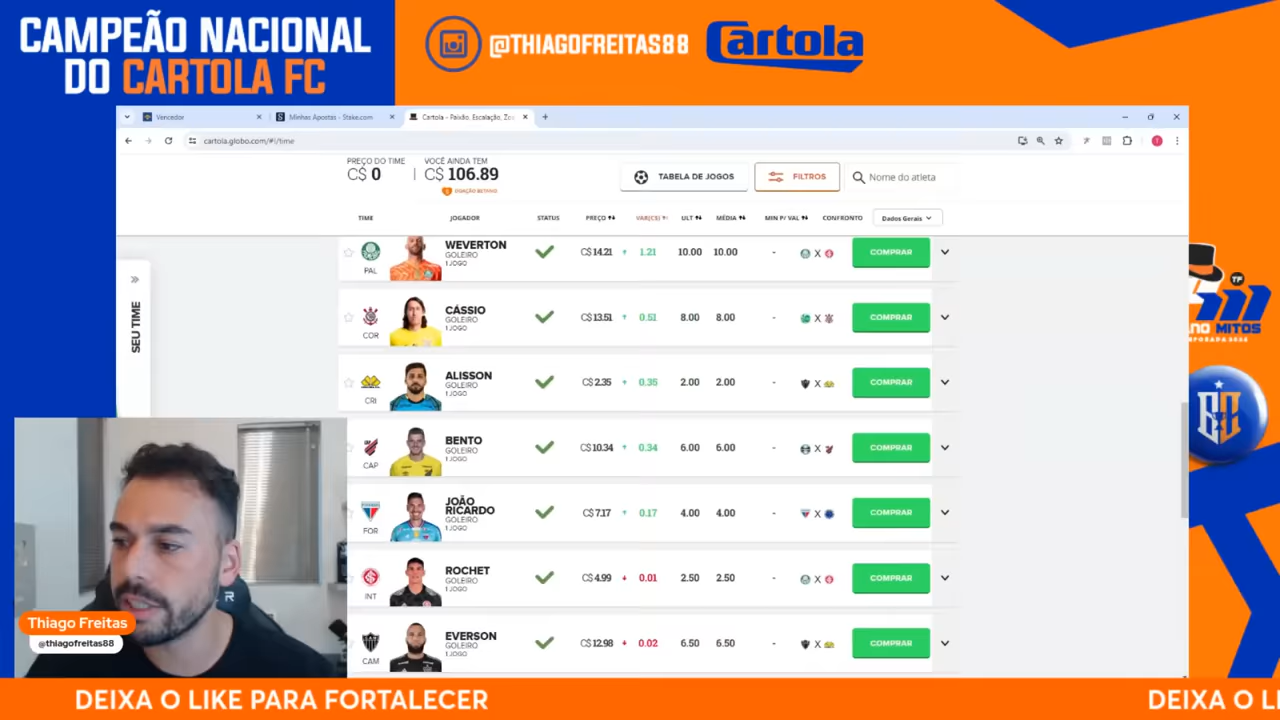 CAMPEÃO NACIONAL
DO CARTOLA FC
@THIAGOFREITAS88
Cartola
Vencedor
Minhas Apostas - Stake.com
Cartola - Paixão, Escalação, Zo
cartola.globo.com/#!/time
PREÇO DO TIME
C$ 0
VOCÊ AINDA TEM
C$ 106.89
TABELA DE JOGOS
FILTROS
Nome do atleta
TIME JOGADOR STATUS PREÇO VAR(C$) ULT MÉDIA MIN P/ VAL CONFRONTO Dados Gerais
SEU TIME
PAL
WEVERTON
GOLEIRO
1 JOGO
C$ 14.21 1.21 10.00 10.00 - X COMPRAR
COR
CÁSSIO
GOLEIRO
1 JOGO
C$ 13.51 0.51 8.00 8.00 - X COMPRAR
CRI
ALISSON
GOLEIRO
1 JOGO
C$ 2.35 0.35 2.00 2.00 - X COMPRAR
CAP
BENTO
GOLEIRO
1 JOGO
C$ 10.34 0.34 6.00 6.00 - X COMPRAR
FOR
JOÃO
RICARDO
GOLEIRO
1 JOGO
C$ 7.17 0.17 4.00 4.00 - X COMPRAR
INT
ROCHET
GOLEIRO
1 JOGO
C$ 4.99 0.01 2.50 2.50 - X COMPRAR
CAM
EVERSON
GOLEIRO
1 JOGO
C$ 12.98 0.02 6.50 6.50 - X COMPRAR
TF
NO MITOS
Thiago Freitas
@thiagofreitas88
DEIXA O LIKE PARA FORTALECER
DEIXA O LI